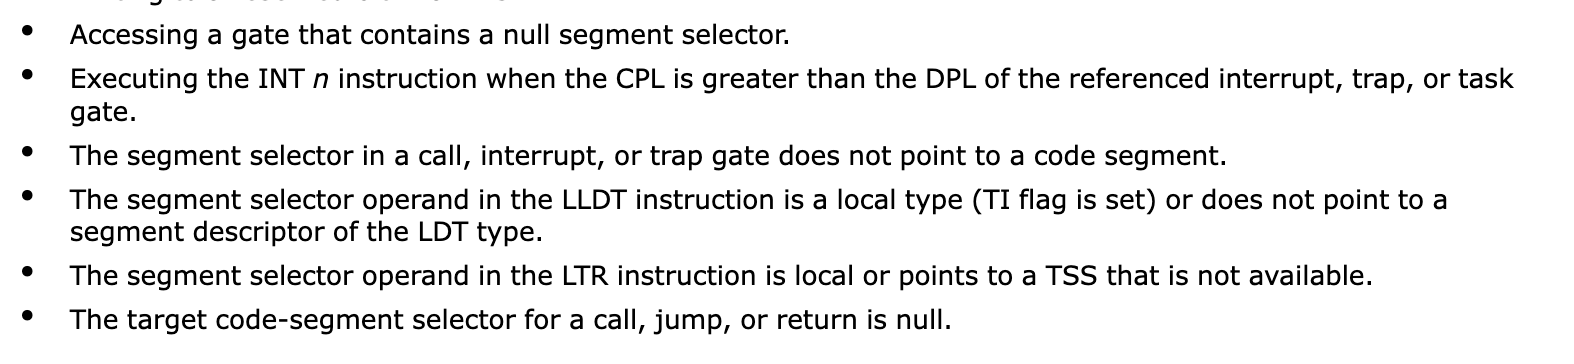 • Accessing a gate that contains a null segment selector.
• Executing the INT n instruction when the CPL is greater than the DPL of the referenced interrupt, trap, or task
gate.
• The segment selector in a call, interrupt, or trap gate does not point to a code segment.
• The segment selector operand in the LLDT instruction is a local type (TI flag is set) or does not point to a
segment descriptor of the LDT type.
• The segment selector operand in the LTR instruction is local or points to a TSS that is not available.
• The target code-segment selector for a call, jump, or return is null.